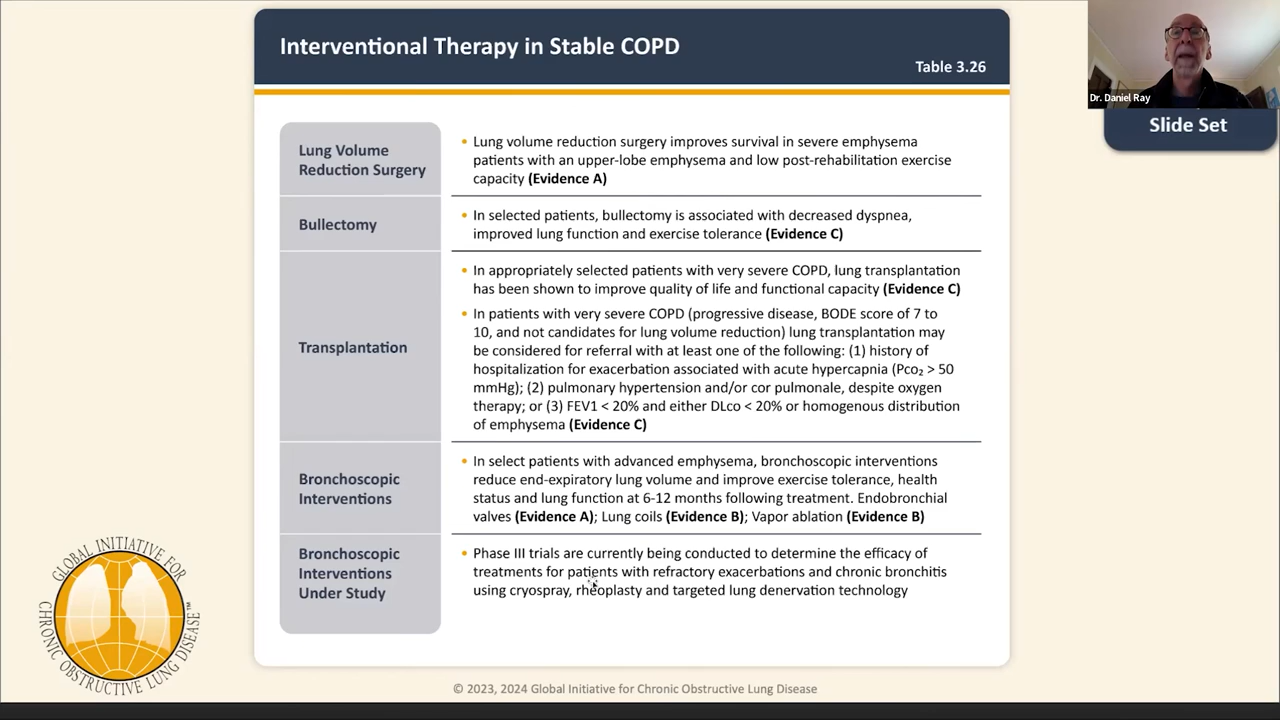 Interventional Therapy in Stable COPD
Table 3.26
Dr. Daniel Ray
Slide Set
Lung Volume
Reduction Surgery
• Lung volume reduction surgery improves survival in severe emphysema
patients with an upper-lobe emphysema and low post-rehabilitation exercise
capacity (Evidence A)
Bullectomy
• In selected patients, bullectomy is associated with decreased dyspnea,
improved lung function and exercise tolerance (Evidence C)
Transplantation
• In appropriately selected patients with very severe COPD, lung transplantation
has been shown to improve quality of life and functional capacity (Evidence C)
• In patients with very severe COPD (progressive disease, BODE score of 7 to
10, and not candidates for lung volume reduction) lung transplantation may
be considered for referral with at least one of the following: (1) history of
hospitalization for exacerbation associated with acute hypercapnia (Pco₂ > 50
mmHg); (2) pulmonary hypertension and/or cor pulmonale, despite oxygen
therapy; or (3) FEV1 < 20% and either DLco < 20% or homogenous distribution
of emphysema (Evidence C)
Bronchoscopic
Interventions
• In select patients with advanced emphysema, bronchoscopic interventions
reduce end-expiratory lung volume and improve exercise tolerance, health
status and lung function at 6-12 months following treatment. Endobronchial
valves (Evidence A); Lung coils (Evidence B); Vapor ablation (Evidence B)
Bronchoscopic
Interventions
Under Study
• Phase III trials are currently being conducted to determine the efficacy of
treatments for patients with refractory exacerbations and chronic bronchitis
using cryospray, rheoplasty and targeted lung denervation technology
GLOBAL INITIATIVE FOR
CHRONIC OBSTRUCTIVE LUNG DISEASE™
© 2023, 2024 Global Initiative for Chronic Obstructive Lung Disease